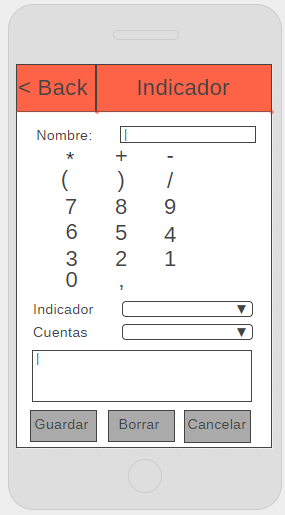 < Back Indicador
Nombre:
* + -
( ) /
7 8 9
6 5 4
3 2 1
0 ,
Indicador ▼
Cuentas ▼
Guardar Borrar Cancelar